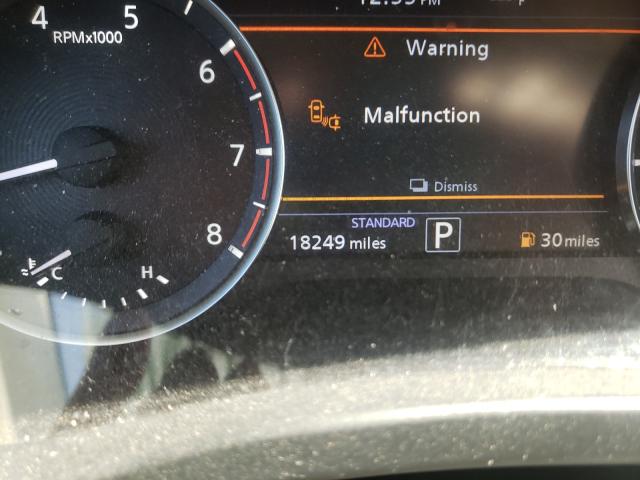 4
5
RPMx1000
6
7
8
C
H
Warning
Malfunction
Dismiss
STANDARD
18249 miles
P
30 miles